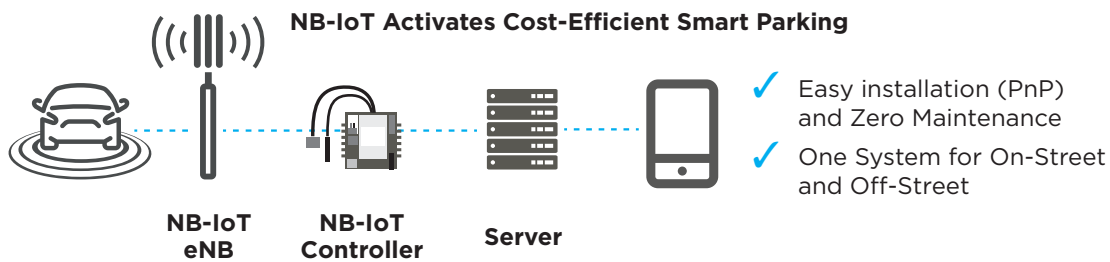 NB-IoT Activates Cost-Efficient Smart Parking
✓ Easy installation (PnP)
and Zero Maintenance
✓ One System for On-Street
and Off-Street
NB-IoT
eNB
NB-IoT
Controller
Server